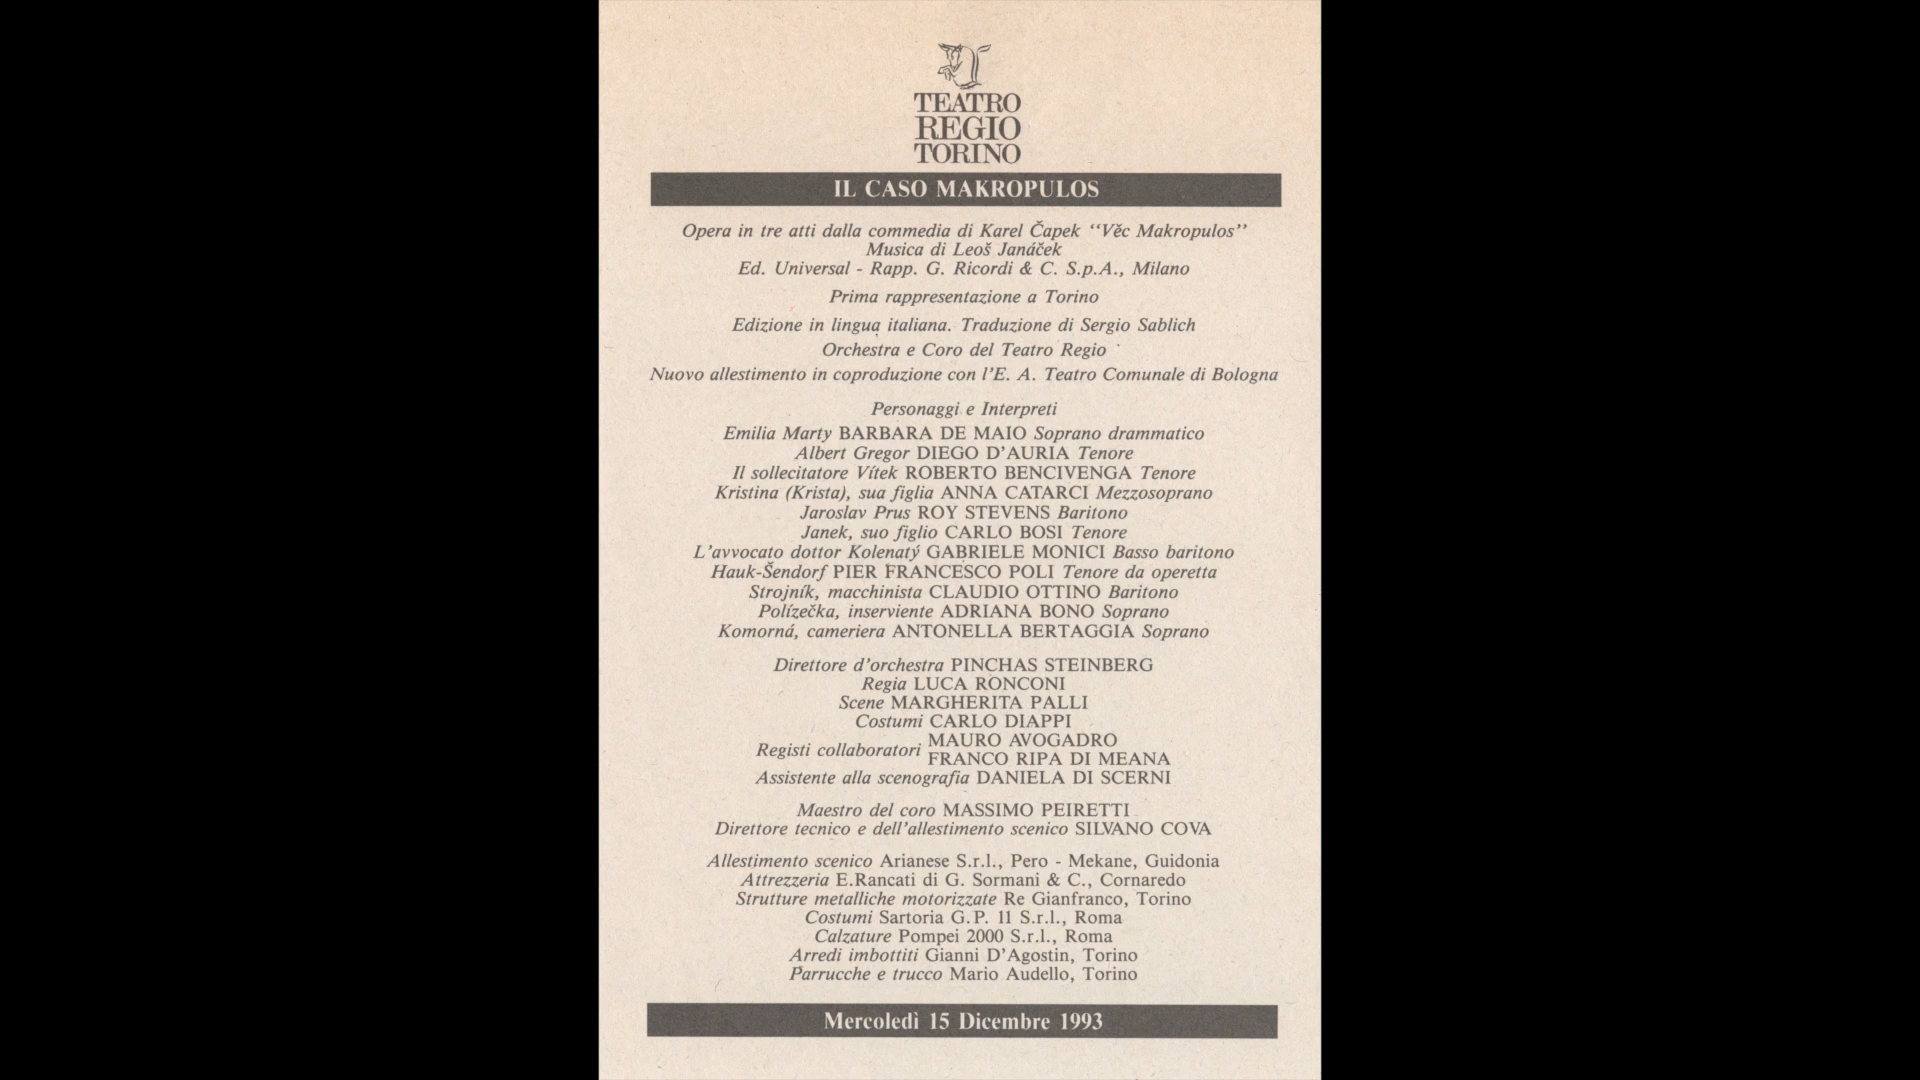 TEATRO
REGIO
TORINO
IL CASO MAKROPULOS
Opera in tre atti dalla commedia di Karel Čapek “Věc Makropulos”
Musica di Leoš Janáček
Ed. Universal - Rapp. G. Ricordi & C. S.p.A., Milano
Prima rappresentazione a Torino
Edizione in lingua italiana. Traduzione di Sergio Sablich
Orchestra e Coro del Teatro Regio
Nuovo allestimento in coproduzione con l’E. A. Teatro Comunale di Bologna
Personaggi e Interpreti
Emilia Marty BARBARA DE MAIO Soprano drammatico
Albert Gregor DIEGO D’AURIA Tenore
Il sollecitatore Vítek ROBERTO BENCIVENGA Tenore
Kristina (Krista), sua figlia ANNA CATARCI Mezzosoprano
Jaroslav Prus ROY STEVENS Baritono
Janek, suo figlio CARLO BOSI Tenore
L’avvocato dottor Kolenatý GABRIELE MONICI Basso baritono
Hauk-Šendorf PIER FRANCESCO POLI Tenore da operetta
Strojník, macchinista CLAUDIO OTTINO Baritono
Polízečka, inserviente ADRIANA BONO Soprano
Komorná, cameriera ANTONELLA BERTAGGIA Soprano
Direttore d’orchestra PINCHAS STEINBERG
Regia LUCA RONCONI
Scene MARGHERITA PALLI
Costumi CARLO DIAPPI
Registi collaboratori MAURO AVOGADRO
FRANCO RIPA DI MEANA
Assistente alla scenografia DANIELA DI SCERNI
Maestro del coro MASSIMO PEIRETTI
Direttore tecnico e dell’allestimento scenico SILVANO COVA
Allestimento scenico Arianese S.r.l., Pero - Mekane, Guidonia
Attrezzeria E.Rancati di G. Sormani & C., Cornaredo
Strutture metalliche motorizzate Re Gianfranco, Torino
Costumi Sartoria G.P. 11 S.r.l., Roma
Calzature Pompei 2000 S.r.l., Roma
Arredi imbottiti Gianni D’Agostin, Torino
Parrucche e trucco Mario Audello, Torino
Mercoledì 15 Dicembre 1993